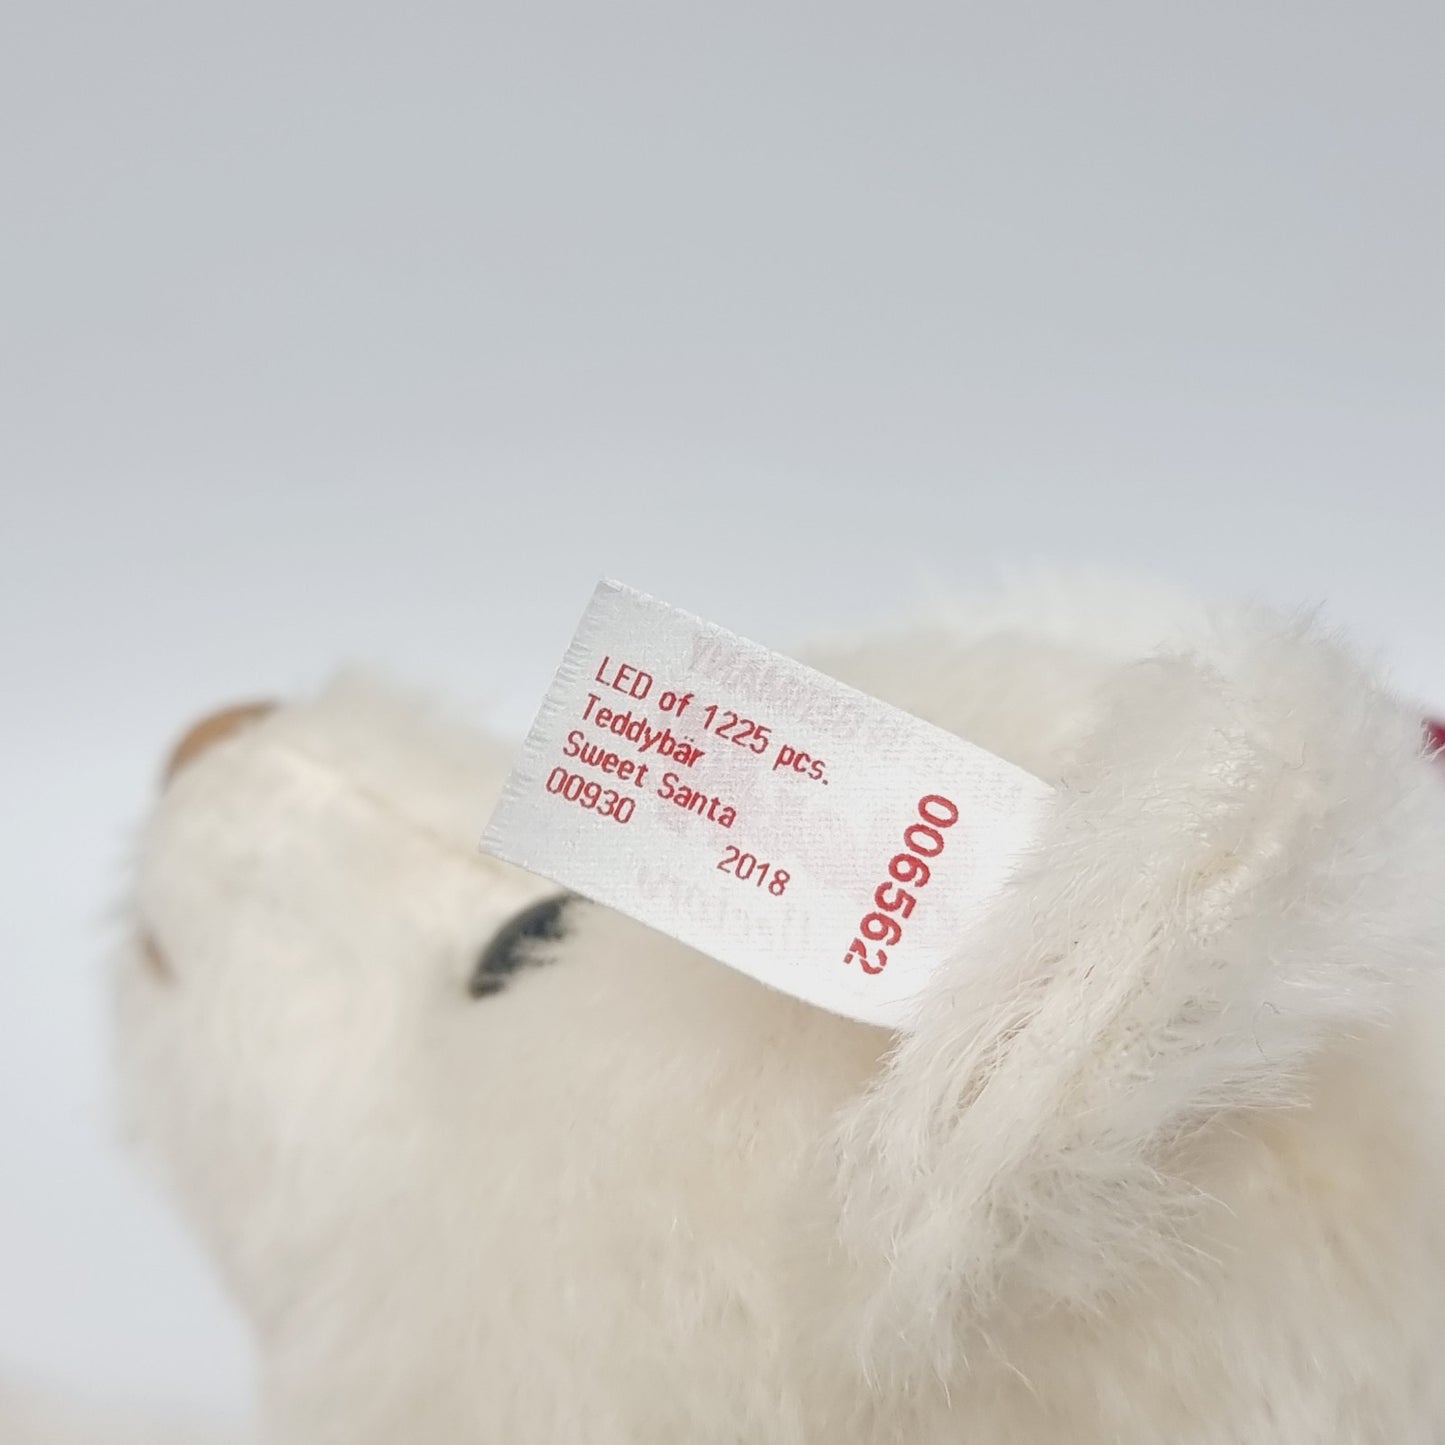 LED of 1225 pcs.
Teddybär
Sweet Santa
00930
2018
006562